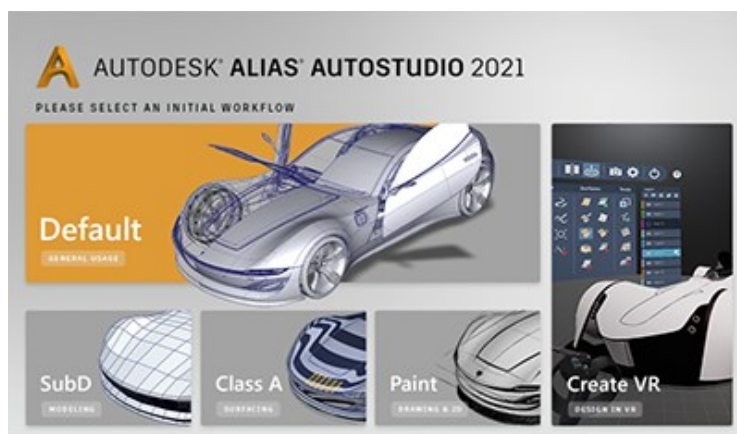 AUTODESK® ALIAS® AUTOSTUDIO 2021
PLEASE SELECT AN INITIAL WORKFLOW
Default
GENERAL USAGE
SubD
MODELING
Class A
SURFACING
Paint
DRAWING & 2D
Create VR
DESIGN IN VR